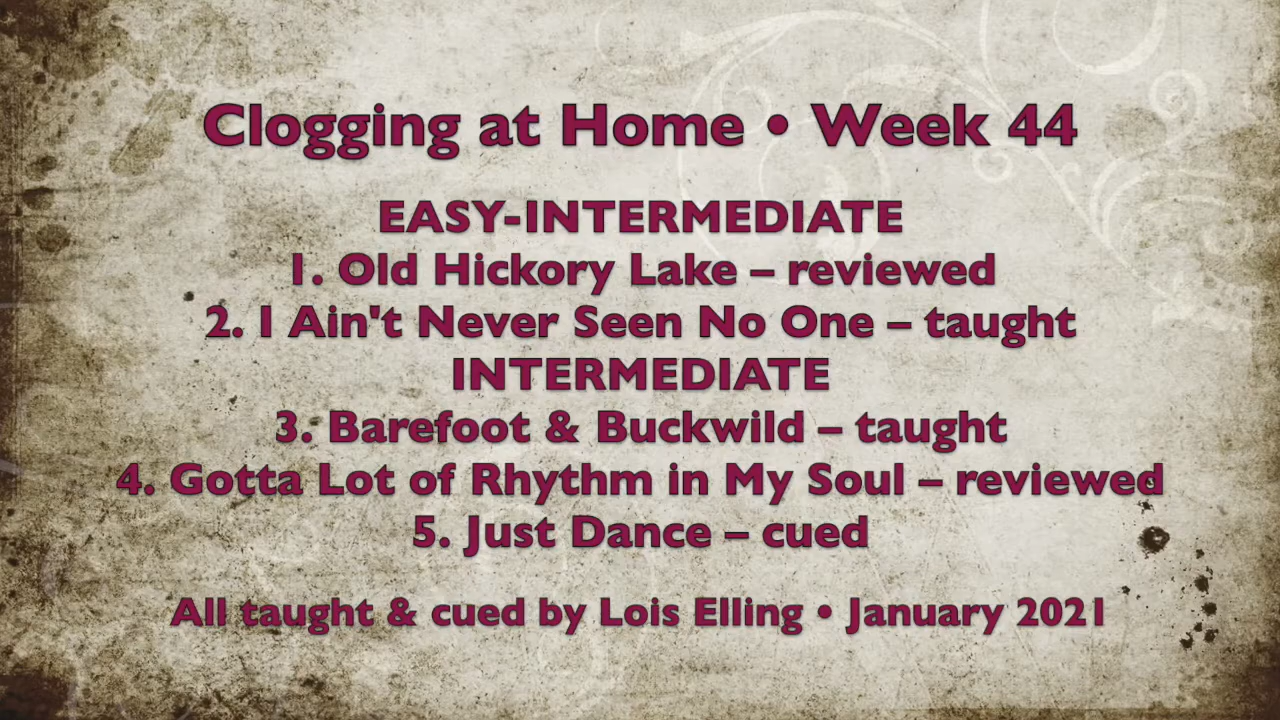 Clogging at Home • Week 44
EASY-INTERMEDIATE
1. Old Hickory Lake – reviewed
2. I Ain't Never Seen No One – taught
INTERMEDIATE
3. Barefoot & Buckwild – taught
4. Gotta Lot of Rhythm in My Soul – reviewed
5. Just Dance – cued
All taught & cued by Lois Elling • January 2021